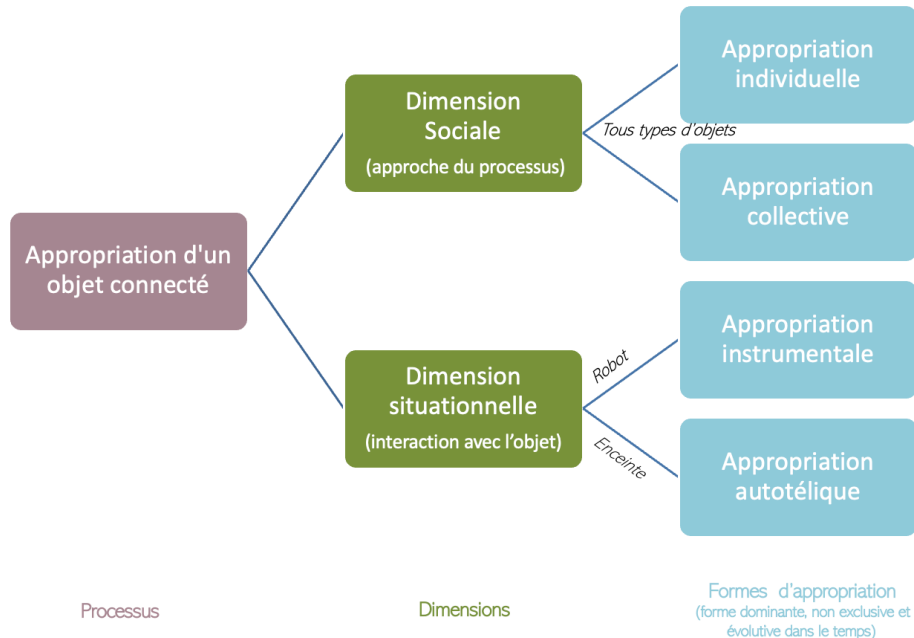 Appropriation d'un
objet connecté
Dimension
Sociale
(approche du processus)
Tous types d'objets
Appropriation
individuelle
Appropriation
collective
Dimension
situationnelle
(interaction avec l’objet)
Robot
Enceinte
Appropriation
instrumentale
Appropriation
autotélique
Processus
Dimensions
Formes d'appropriation
(forme dominante, non exclusive et
évolutive dans le temps)